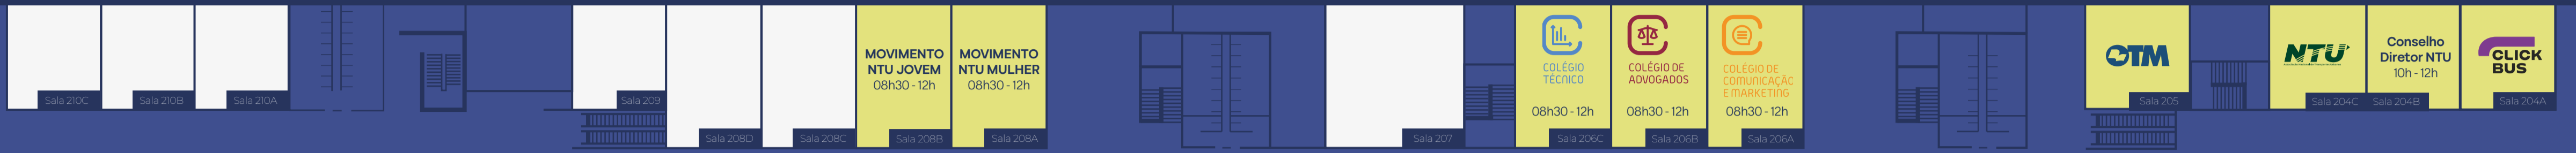 Sala 210C
Sala 210B
Sala 210A
Sala 209
Sala 208D
Sala 208C
MOVIMENTO
NTU JOVEM
08h30 - 12h
Sala 208B
MOVIMENTO
NTU MULHER
08h30 - 12h
Sala 208A
Sala 207
COLÉGIO
TÉCNICO
08h30 - 12h
Sala 206C
COLÉGIO DE
ADVOGADOS
08h30 - 12h
Sala 206B
COLÉGIO DE
COMUNICAÇÃO
E MARKETING
08h30 - 12h
Sala 206A
OTM
Sala 205
NTU
Sala 204C
Conselho
Diretor NTU
10h - 12h
Sala 204B
CLICK
BUS
Sala 204A